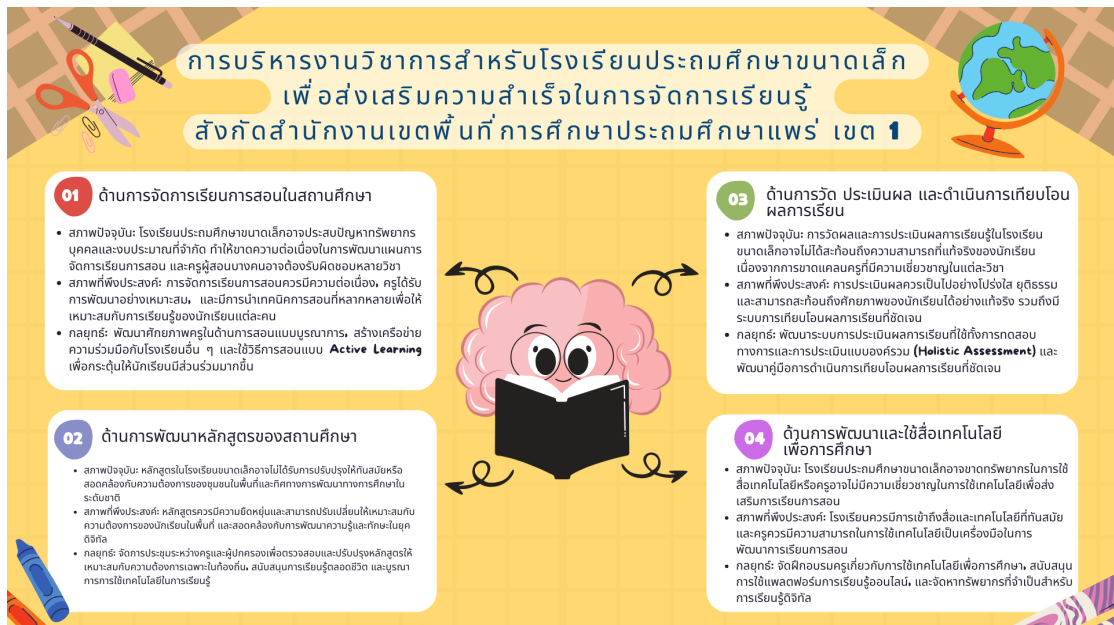 การบริหารงานวิชาการสำหรับโรงเรียนประถมศึกษาขนาดเล็ก
เพื่อส่งเสริมความสำเร็จในการจัดการเรียนรู้
สังกัดสำนักงานเขตพื้นที่การศึกษาประถมศึกษาแพร่ เขต 1
01 ด้านการจัดการเรียนการสอนในสถานศึกษา
• สภาพปัจจุบัน: โรงเรียนประถมศึกษาขนาดเล็กอาจประสบปัญหาทรัพยากร
บุคคลและงบประมาณที่จำกัด ทำให้ขาดความต่อเนื่องในการพัฒนาแผนการ
จัดการเรียนการสอน และครูผู้สอนบางคนอาจต้องรับผิดชอบหลายวิชา
• สภาพที่พึงประสงค์: การจัดการเรียนการสอนควรมีความต่อเนื่อง, ครูได้รับ
การพัฒนาอย่างเหมาะสม, และมีการนำเทคนิคการสอนที่หลากหลายเพื่อให้
เหมาะสมกับการเรียนรู้ของนักเรียนแต่ละคน
• กลยุทธ์: พัฒนาศักยภาพครูในด้านการสอนแบบบูรณาการ, สร้างเครือข่าย
ความร่วมมือกับโรงเรียนอื่น ๆ และใช้วิธีการสอนแบบ Active Learning
เพื่อกระตุ้นให้นักเรียนมีส่วนร่วมมากขึ้น
02 ด้านการพัฒนาหลักสูตรของสถานศึกษา
• สภาพปัจจุบัน: หลักสูตรในโรงเรียนขนาดเล็กอาจไม่ได้รับการปรับปรุงให้ทันสมัยหรือ
สอดคล้องกับความต้องการของชุมชนในพื้นที่และทิศทางการพัฒนาทางการศึกษาใน
ระดับชาติ
• สภาพที่พึงประสงค์: หลักสูตรควรมีความยืดหยุ่นและสามารถปรับเปลี่ยนให้เหมาะสมกับ
ความต้องการของนักเรียนในพื้นที่ และสอดคล้องกับการพัฒนาความรู้และทักษะในยุค
ดิจิทัล
• กลยุทธ์: จัดการประชุมระหว่างครูและผู้ปกครองเพื่อตรวจสอบและปรับปรุงหลักสูตรให้
เหมาะสมกับความต้องการเฉพาะในท้องถิ่น, สนับสนุนการเรียนรู้ตลอดชีวิต และบูรณา
การการใช้เทคโนโลยีในการเรียนรู้
03 ด้านการวัด ประเมินผล และดำเนินการเทียบโอน
ผลการเรียน
• สภาพปัจจุบัน: การวัดผลและการประเมินผลการเรียนรู้ในโรงเรียน
ขนาดเล็กอาจไม่ได้สะท้อนถึงความสามารถที่แท้จริงของนักเรียน
เนื่องจากการขาดแคลนครูที่มีความเชี่ยวชาญในแต่ละวิชา
• สภาพที่พึงประสงค์: การประเมินผลควรเป็นไปอย่างโปร่งใส ยุติธรรม
และสามารถสะท้อนถึงศักยภาพของนักเรียนได้อย่างแท้จริง รวมถึงมี
ระบบการเทียบโอนผลการเรียนที่ชัดเจน
• กลยุทธ์: พัฒนาระบบการประเมินผลการเรียนที่ใช้ทั้งการทดสอบ
ทางการและการประเมินแบบองค์รวม (Holistic Assessment) และ
พัฒนาคู่มือการดำเนินการเทียบโอนผลการเรียนที่ชัดเจน
04 ด้านการพัฒนาและใช้สื่อเทคโนโลยี
เพื่อการศึกษา
• สภาพปัจจุบัน: โรงเรียนประถมศึกษาขนาดเล็กอาจขาดทรัพยากรในการใช้
สื่อเทคโนโลยีหรือครูอาจไม่มีความเชี่ยวชาญในการใช้เทคโนโลยีเพื่อส่ง
เสริมการเรียนการสอน
• สภาพที่พึงประสงค์: โรงเรียนควรมีการเข้าถึงสื่อและเทคโนโลยีที่ทันสมัย
และครูควรมีความสามารถในการใช้เทคโนโลยีเป็นเครื่องมือในการ
พัฒนาการเรียนการสอน
• กลยุทธ์: จัดฝึกอบรมครูเกี่ยวกับการใช้เทคโนโลยีเพื่อการศึกษา, สนับสนุน
การใช้แพลตฟอร์มการเรียนรู้ออนไลน์, และจัดหาทรัพยากรที่จำเป็นสำหรับ
การเรียนรู้ดิจิทัล